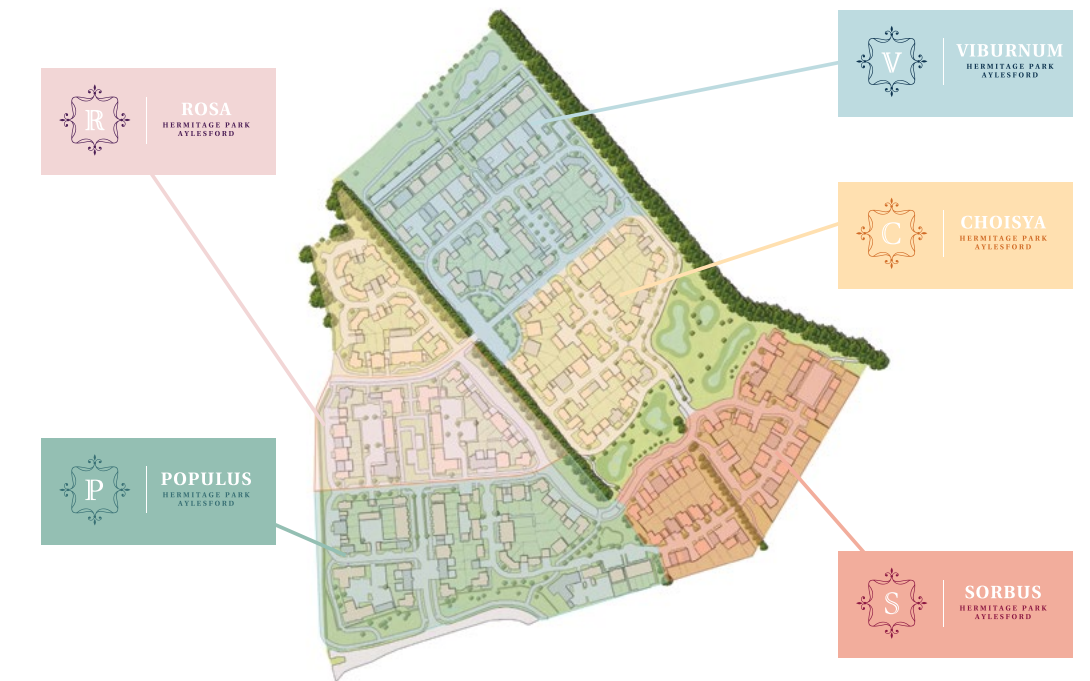 R
ROSA
HERMITAGE PARK
AYLESFORD
V
VIBURNUM
HERMITAGE PARK
AYLESFORD
C
CHOISYA
HERMITAGE PARK
AYLESFORD
P
POPULUS
HERMITAGE PARK
AYLESFORD
S
SORBUS
HERMITAGE PARK
AYLESFORD